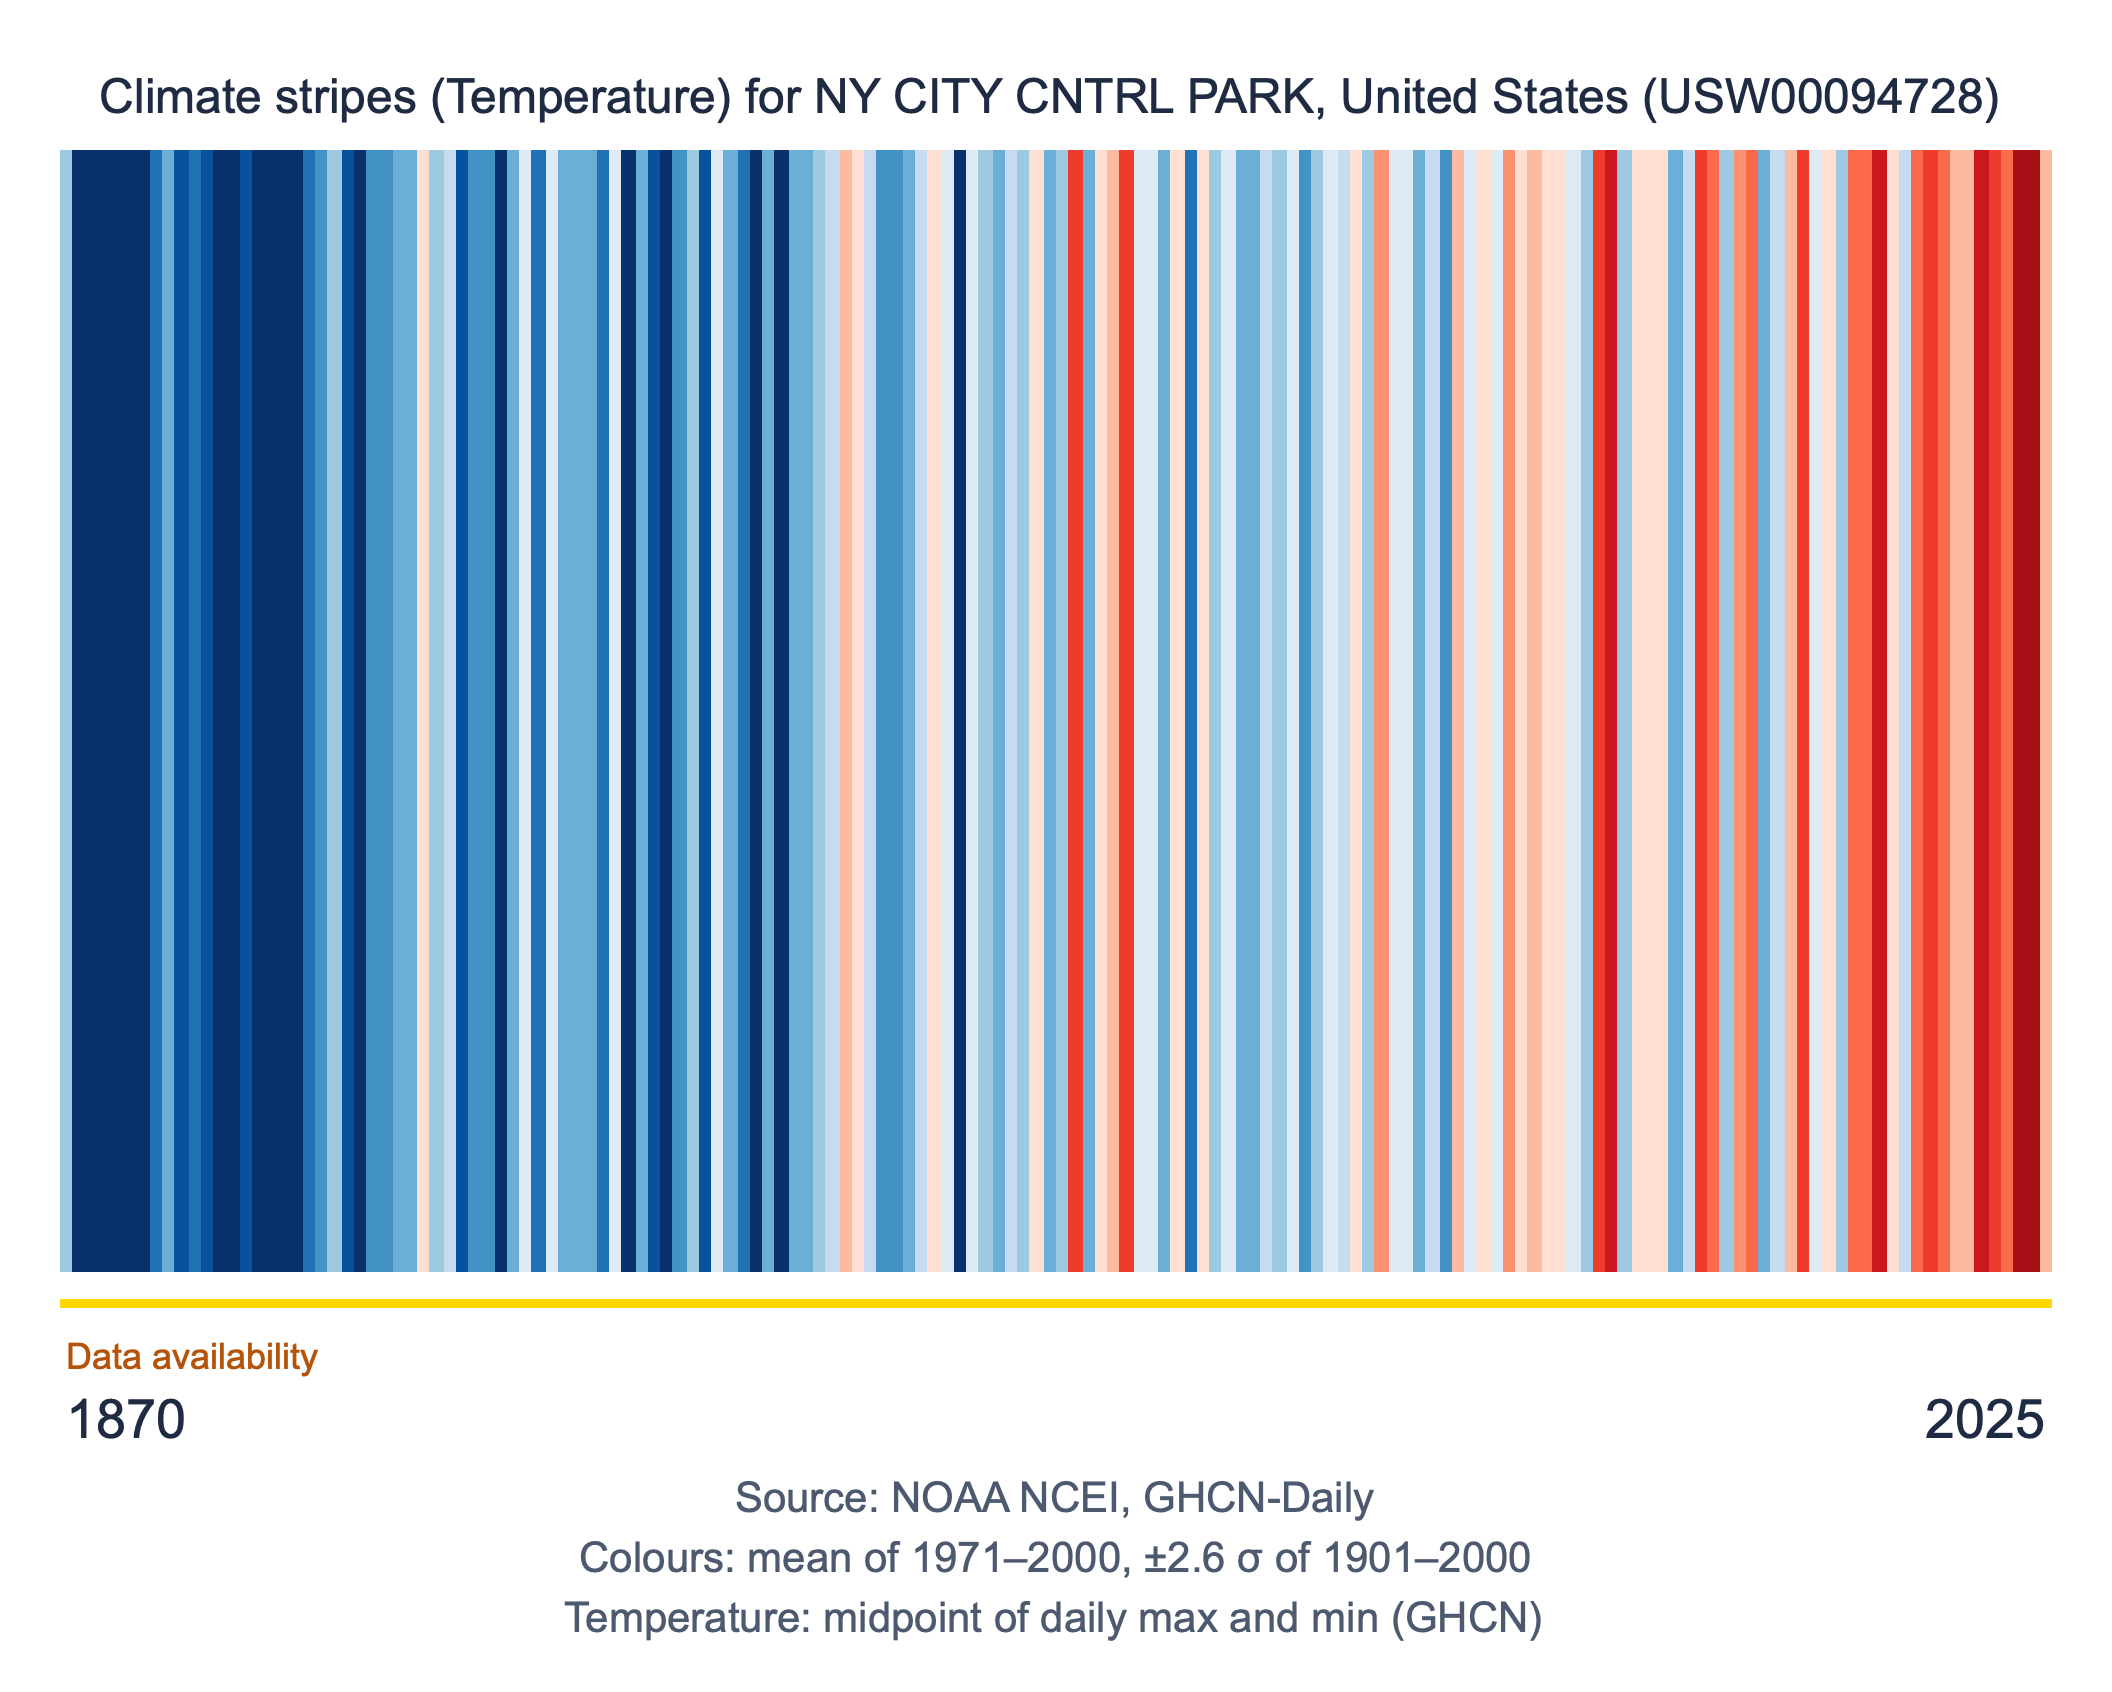 Climate stripes (Temperature) for NY CITY CNTRL PARK, United States (USW00094728)
Data availability
1870
2025
Source: NOAA NCEI, GHCN-Daily
Colours: mean of 1971–2000, ±2.6 σ of 1901–2000
Temperature: midpoint of daily max and min (GHCN)